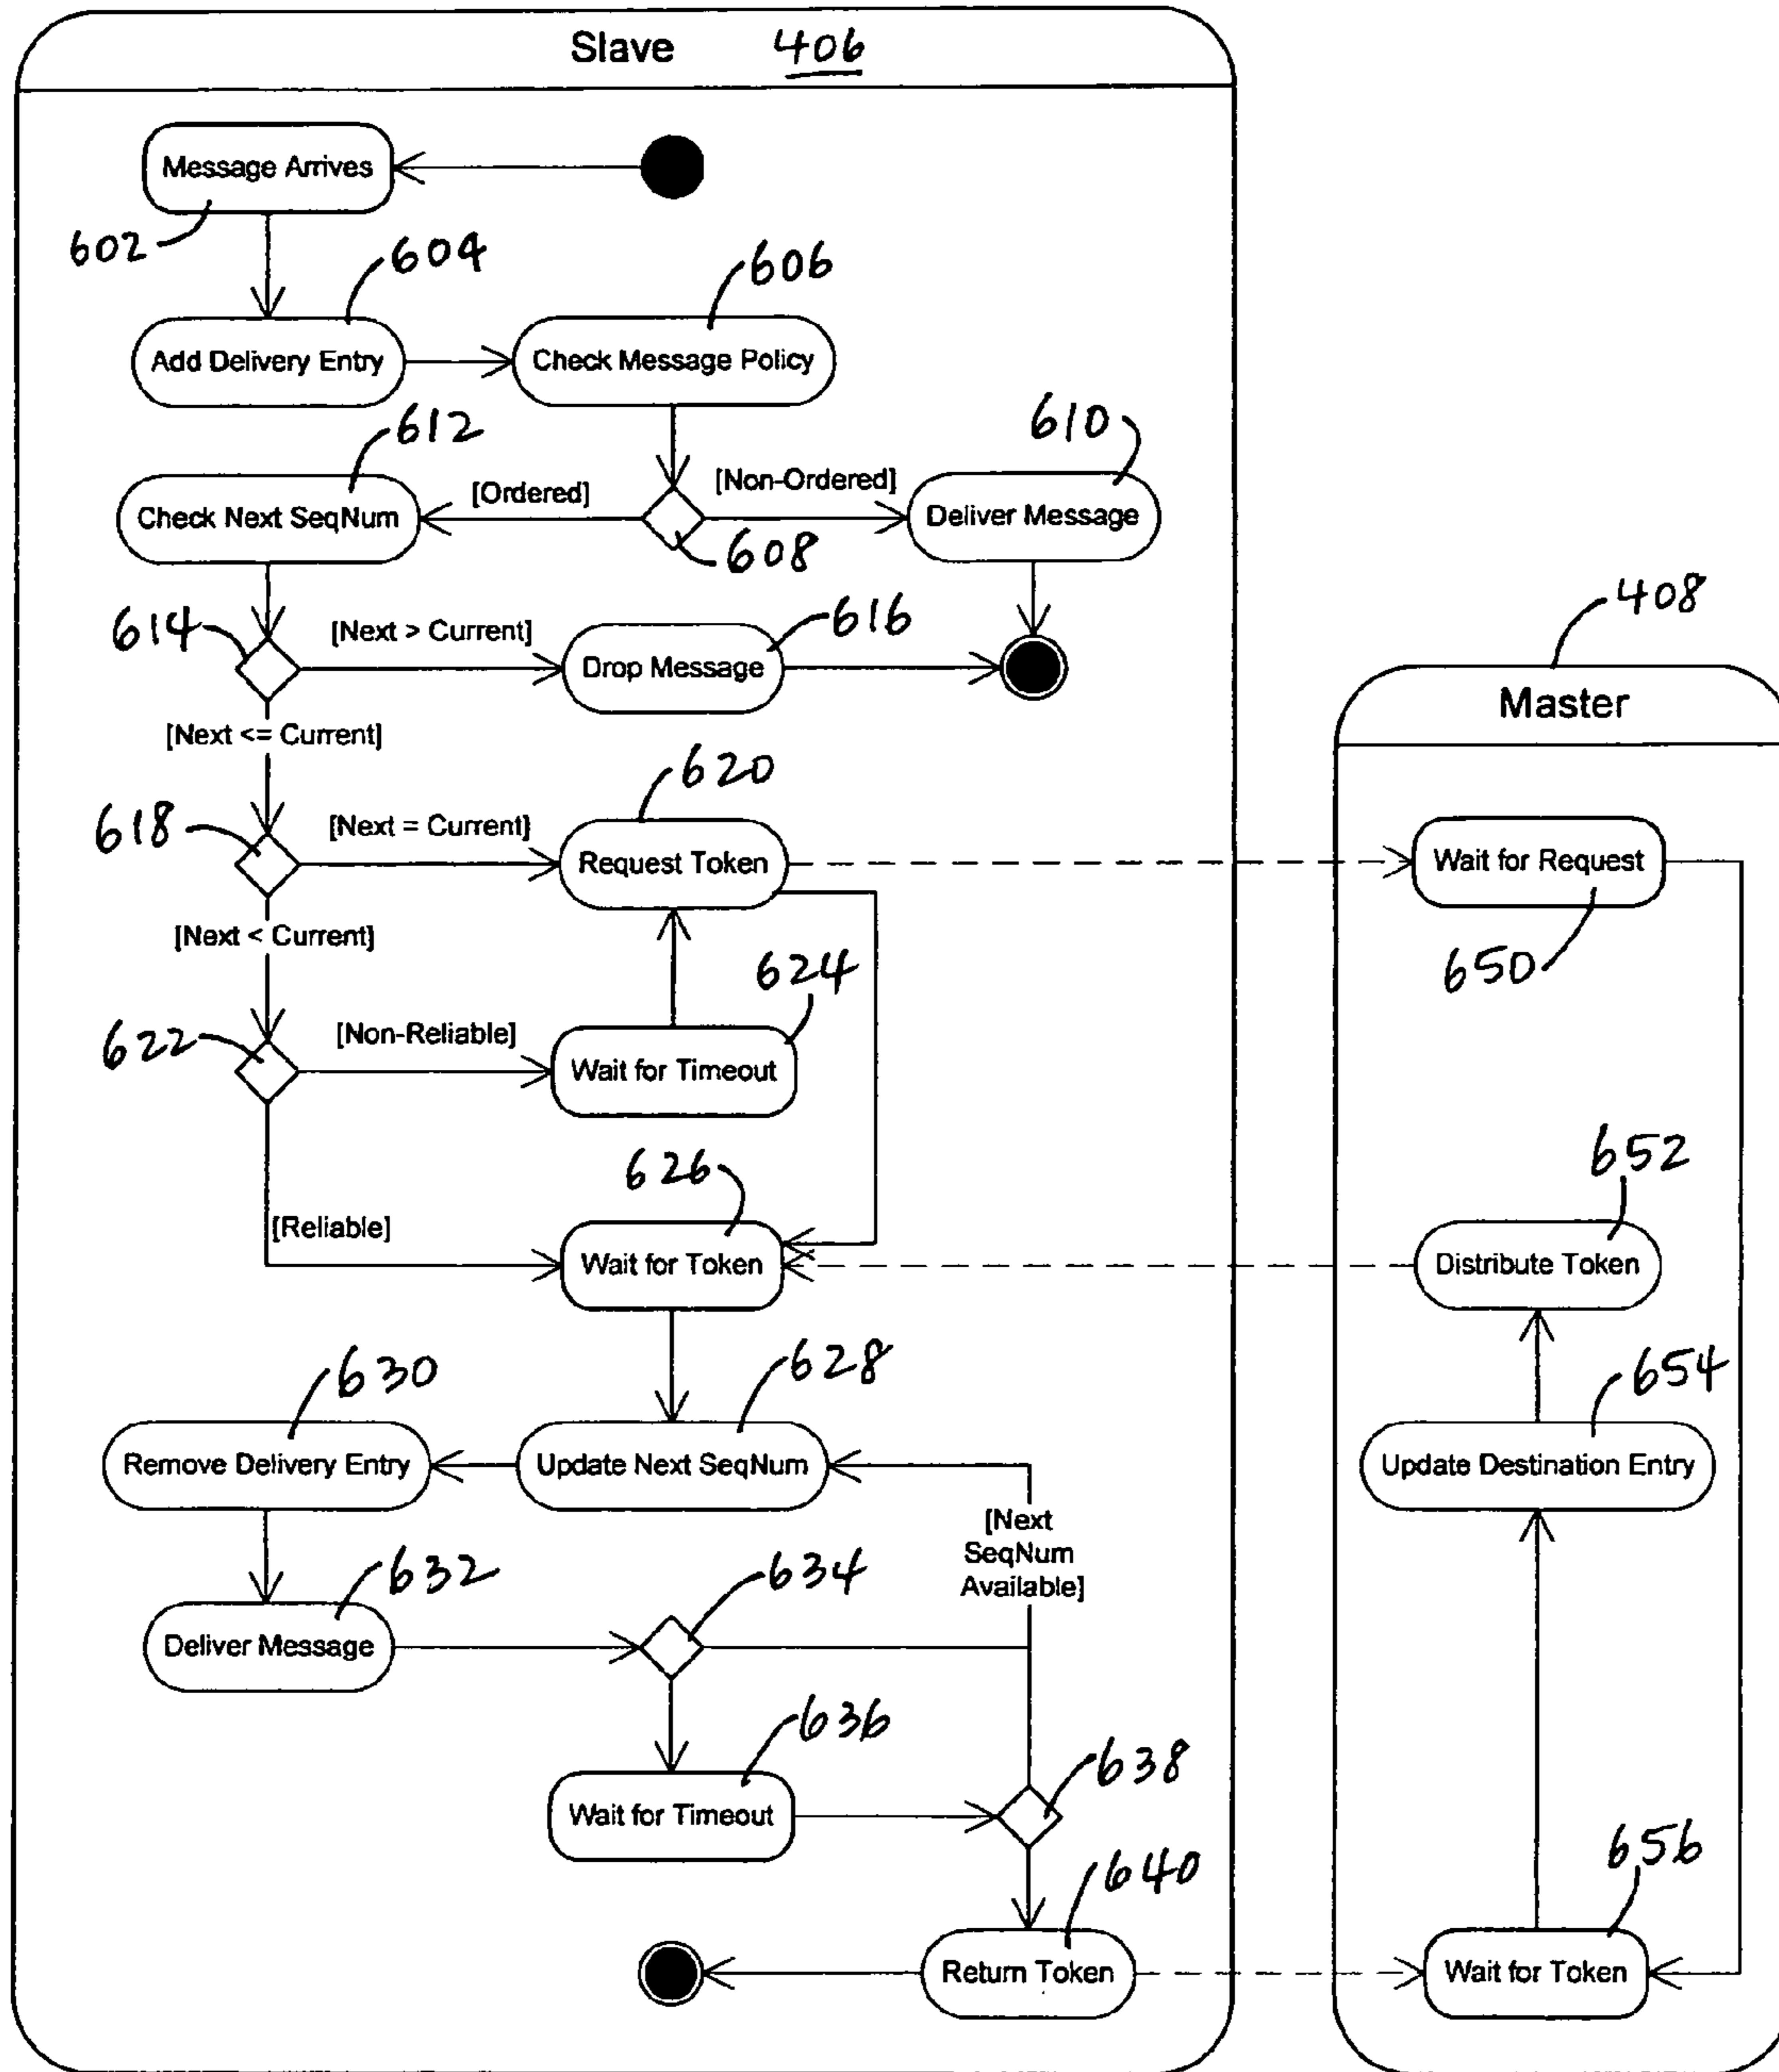 Slave 406
Message Arrives
602
604
606
Add Delivery Entry
Check Message Policy
612
610
[Ordered]
[Non-Ordered]
Check Next SeqNum
Deliver Message
608
408
614
[Next > Current]
616
Drop Message
Master
[Next <= Current]
620
618
[Next = Current]
Request Token
Wait for Request
[Next < Current]
624
650
622
[Non-Reliable]
Wait for Timeout
626
652
[Reliable]
Wait for Token
Distribute Token
630
628
654
Remove Delivery Entry
Update Next SeqNum
Update Destination Entry
[Next
SeqNum
Available]
632
634
Deliver Message
636
638
Wait for Timeout
640
656
Return Token
Wait for Token